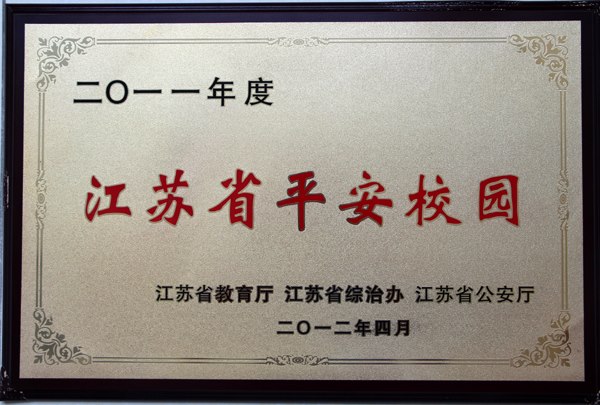 二〇一一年度
江苏省平安校园
江苏省教育厅 江苏省综治办 江苏省公安厅
二〇一二年四月